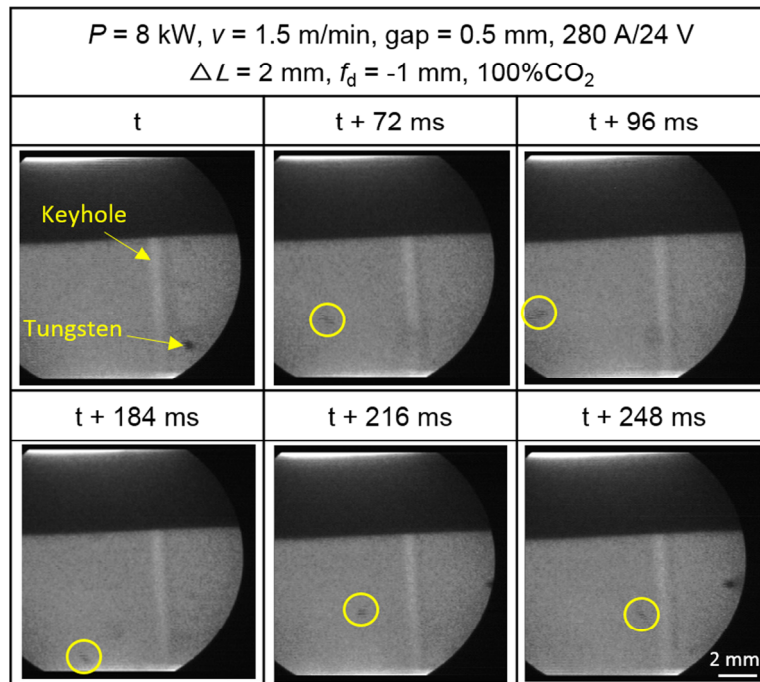 P = 8 kW, v = 1.5 m/min, gap = 0.5 mm, 280 A/24 V
△L = 2 mm, fd = -1 mm, 100%CO₂
t
t + 72 ms
t + 96 ms
Keyhole
Tungsten
t + 184 ms
t + 216 ms
t + 248 ms
2 mm